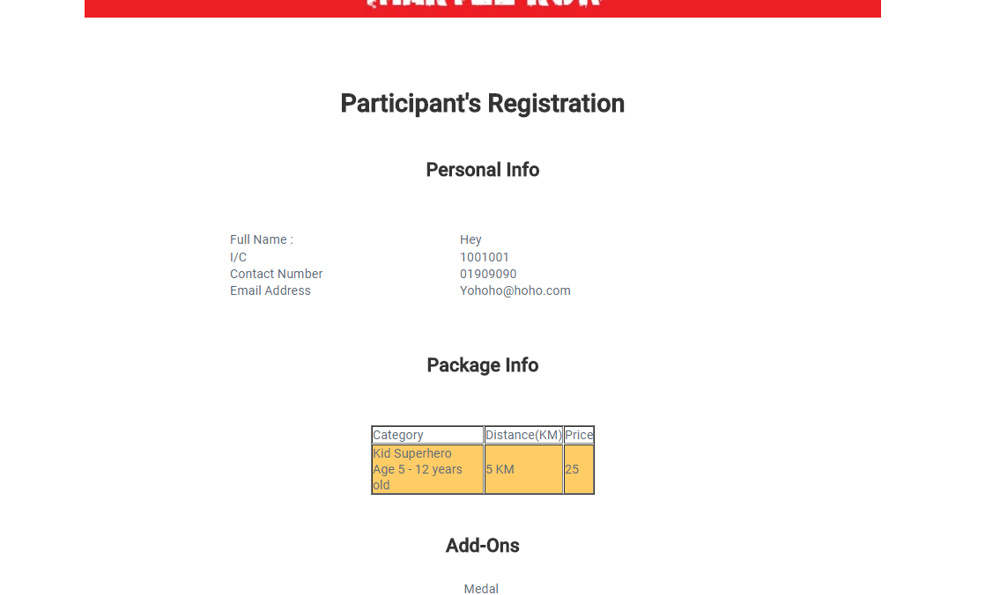 Participant's Registration
Personal Info
Full Name : Hey
I/C 1001001
Contact Number 01909090
Email Address Yohoho@hoho.com
Package Info
Category Distance(KM) Price
Kid Superhero
Age 5 - 12 years 5 KM 25
old
Add-Ons
Medal